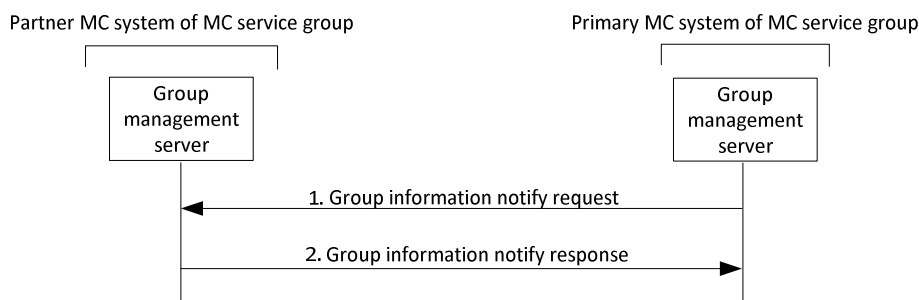 Partner MC system of MC service group
Primary MC system of MC service group
Group
management
server
Group
management
server
1. Group information notify request
2. Group information notify response